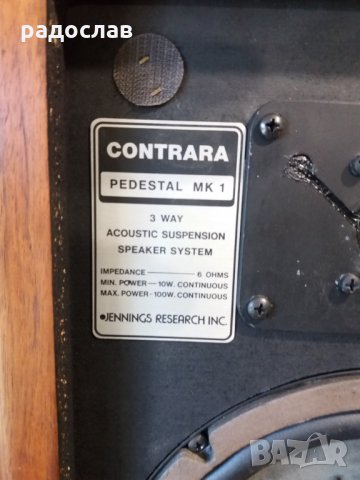 радослав
CONTRARA
PEDESTAL MK 1
3 WAY
ACOUSTIC SUSPENSION
SPEAKER SYSTEM
IMPEDANCE — 6 OHMS
MIN. POWER — 10W. CONTINUOUS
MAX. POWER — 100W. CONTINUOUS
JENNINGS RESEARCH INC.
BAZAR